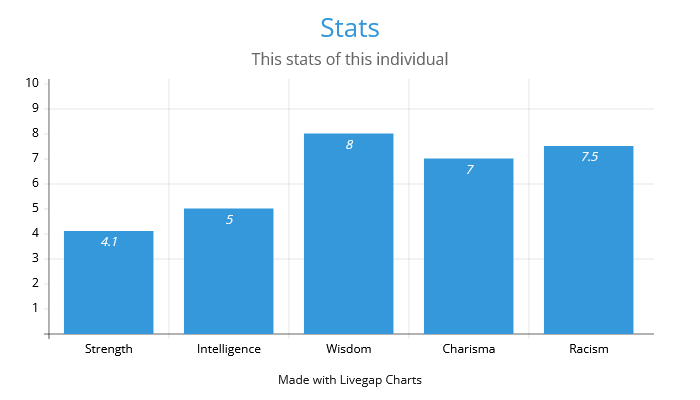 Stats
This stats of this individual
10
9
8
7
6
5
4
3
2
1
4.1
5
8
7
7.5
Strength
Intelligence
Wisdom
Charisma
Racism
Made with Livegap Charts